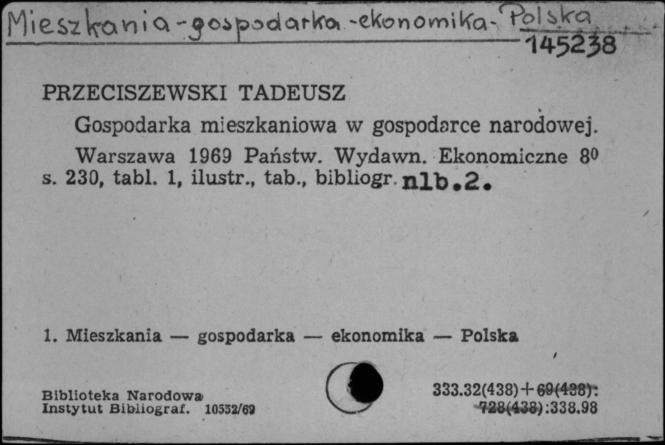 Mieszkania - gospodarka - ekonomika - Polska
145238
PRZECISZEWSKI TADEUSZ
Gospodarka mieszkaniowa w gospodarce narodowej.
Warszawa 1969 Państw. Wydawn. Ekonomiczne 8⁰
s. 230, tabl. 1, ilustr., tab., bibliogr. nlb.2.
1. Mieszkania — gospodarka — ekonomika — Polska
Biblioteka Narodowa
Instytut Bibliograf. 10532/69
333.32(438)+69(438):
728(438):338.98